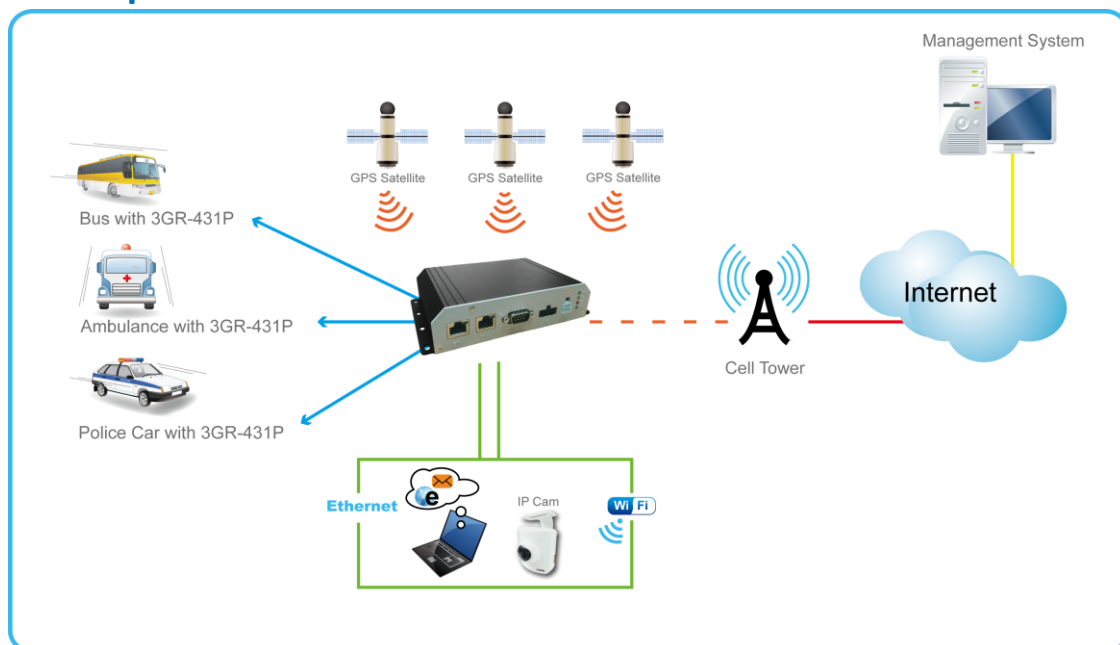 Management System
GPS Satellite
GPS Satellite
GPS Satellite
Bus with 3GR-431P
Ambulance with 3GR-431P
Police Car with 3GR-431P
Internet
Cell Tower
Ethernet
e
IP Cam
Wi Fi